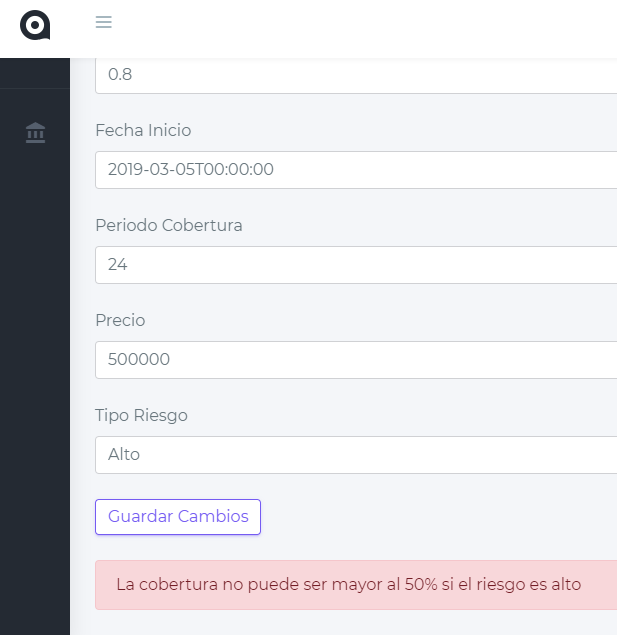 0.8
Fecha Inicio
2019-03-05T00:00:00
Periodo Cobertura
24
Precio
500000
Tipo Riesgo
Alto
Guardar Cambios
La cobertura no puede ser mayor al 50% si el riesgo es alto